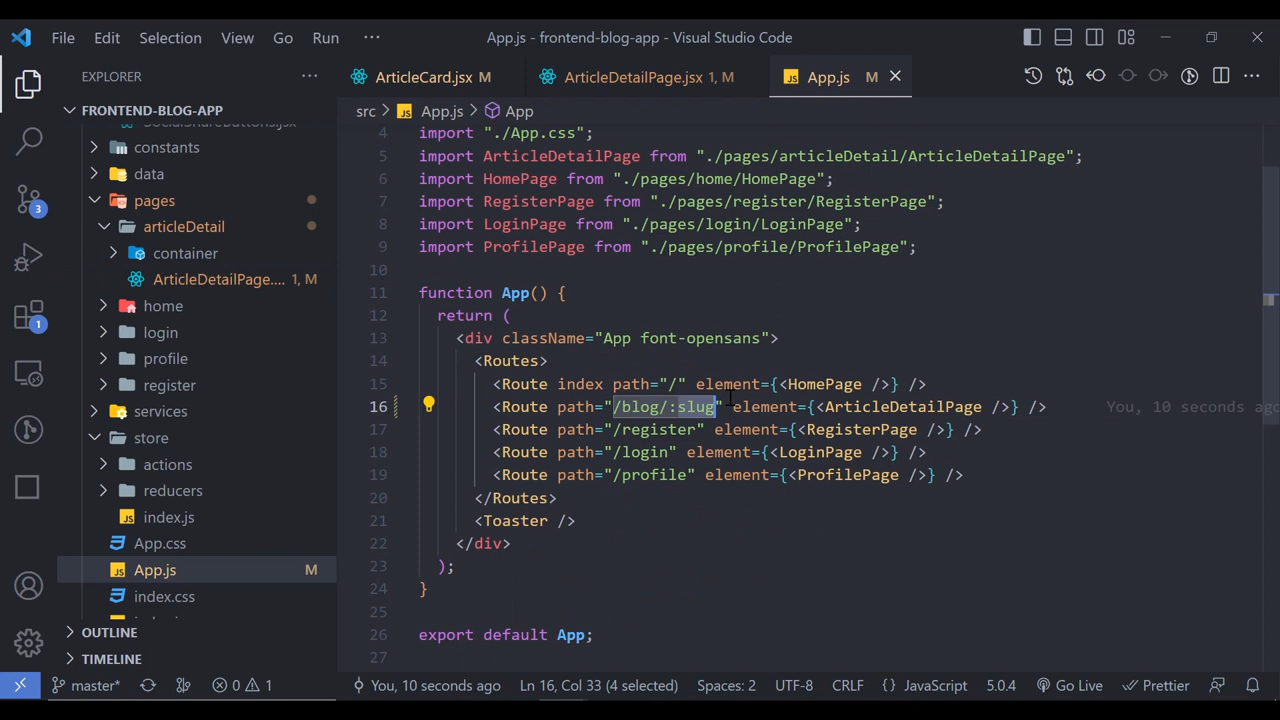 File Edit Selection View Go Run ··· App.js - frontend-blog-app - Visual Studio Code
EXPLORER ···
ArticleCard.jsx M ArticleDetailPage.jsx 1, M JS App.js M
FRONTEND-BLOG-APP
src > JS App.js > App
constants
data
pages
articleDetail
container
ArticleDetailPage.... 1, M
home
login
profile
register
services
store
actions
reducers
JS index.js
App.css
JS App.js M
index.css
OUTLINE
TIMELINE
3
1
4 import "./App.css";
5 import ArticleDetailPage from "./pages/articleDetail/ArticleDetailPage";
6 import HomePage from "./pages/home/HomePage";
7 import RegisterPage from "./pages/register/RegisterPage";
8 import LoginPage from "./pages/login/LoginPage";
9 import ProfilePage from "./pages/profile/ProfilePage";
10
11 function App() {
12 return (
13 <div className="App font-opensans">
14 <Routes>
15 <Route index path="/" element={<HomePage />} />
16 <Route path="/blog/:slug" element={<ArticleDetailPage />} /> You, 10 seconds ago
17 <Route path="/register" element={<RegisterPage />} />
18 <Route path="/login" element={<LoginPage />} />
19 <Route path="/profile" element={<ProfilePage />} />
20 </Routes>
21 <Toaster />
22 </div>
23 );
24 }
25
26 export default App;
27
master* 0 1 You, 10 seconds ago Ln 16, Col 33 (4 selected) Spaces: 2 UTF-8 CRLF {} JavaScript 5.0.4 Go Live Prettier